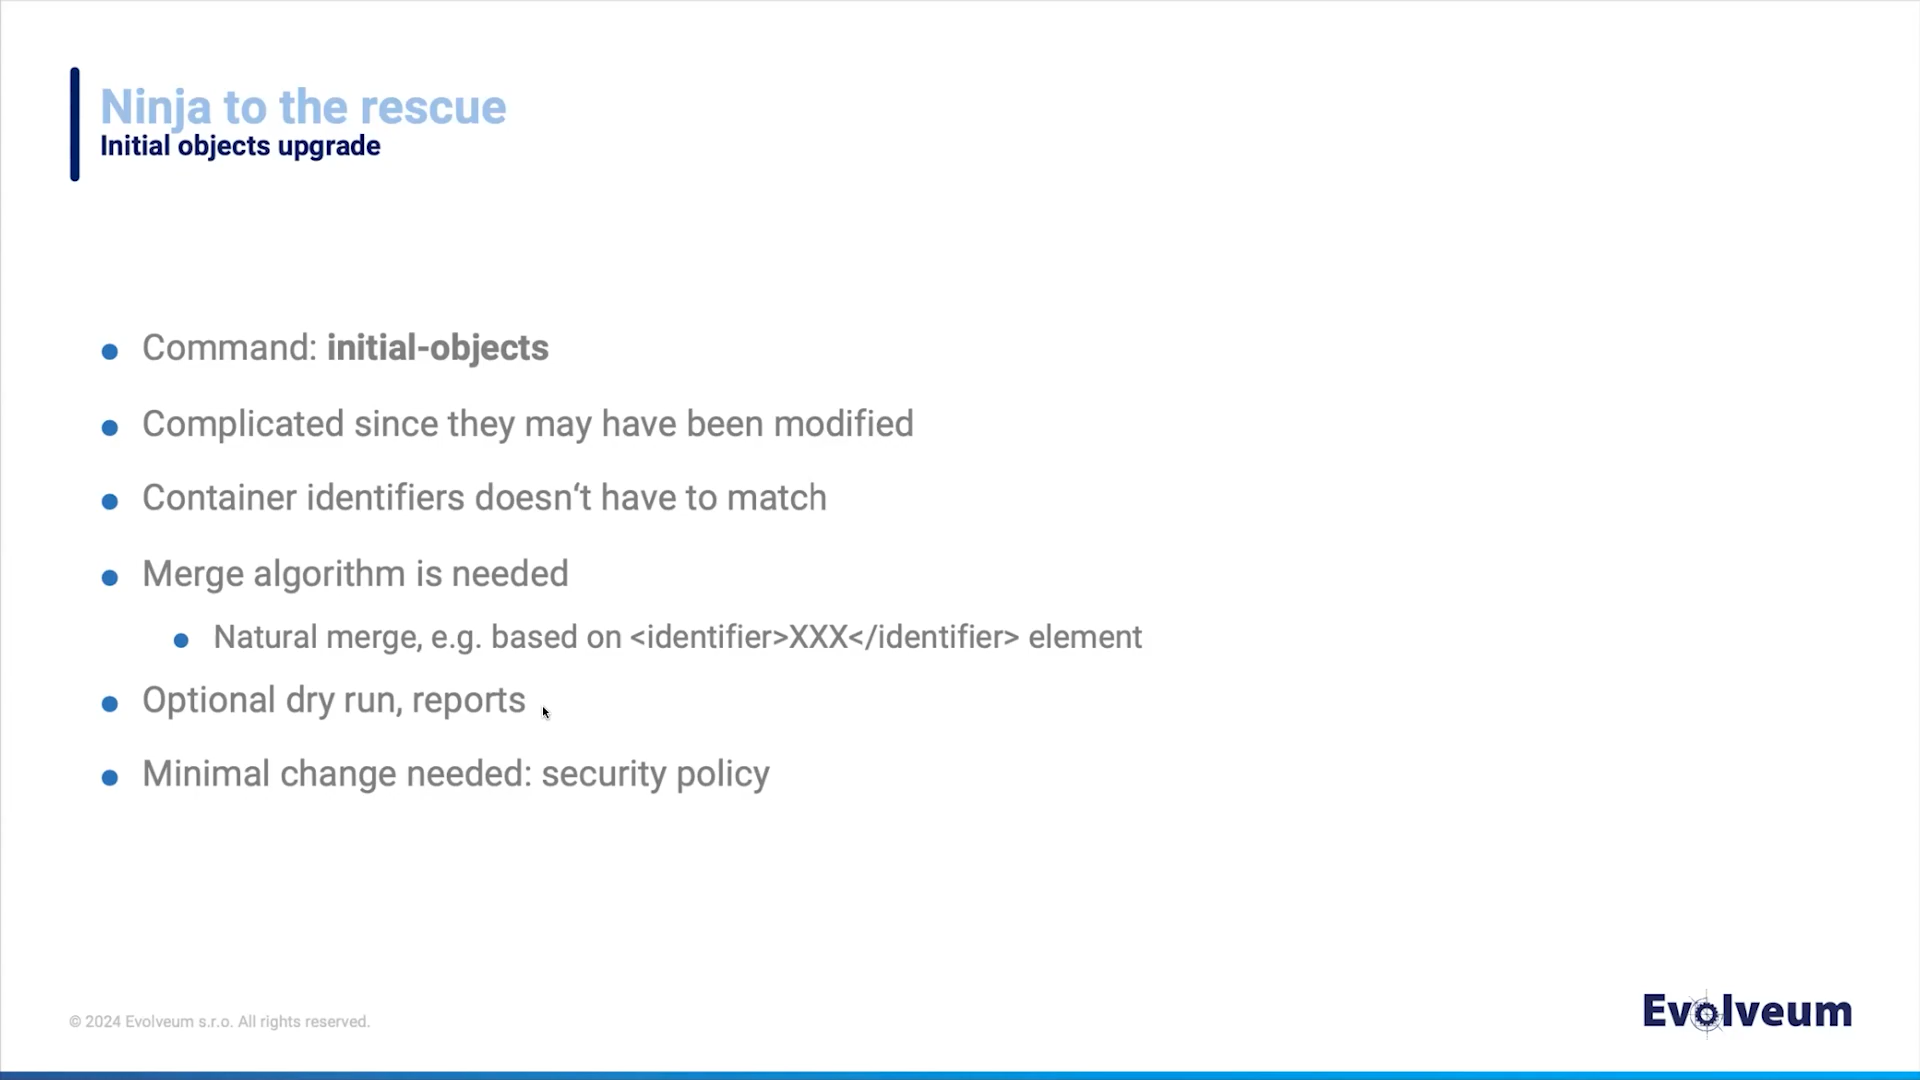 Ninja to the rescue
Initial objects upgrade
Command: initial-objects
Complicated since they may have been modified
Container identifiers doesn‘t have to match
Merge algorithm is needed
Natural merge, e.g. based on <identifier>XXX</identifier> element
Optional dry run, reports
Minimal change needed: security policy
© 2024 Evolveum s.r.o. All rights reserved.
Evolveum